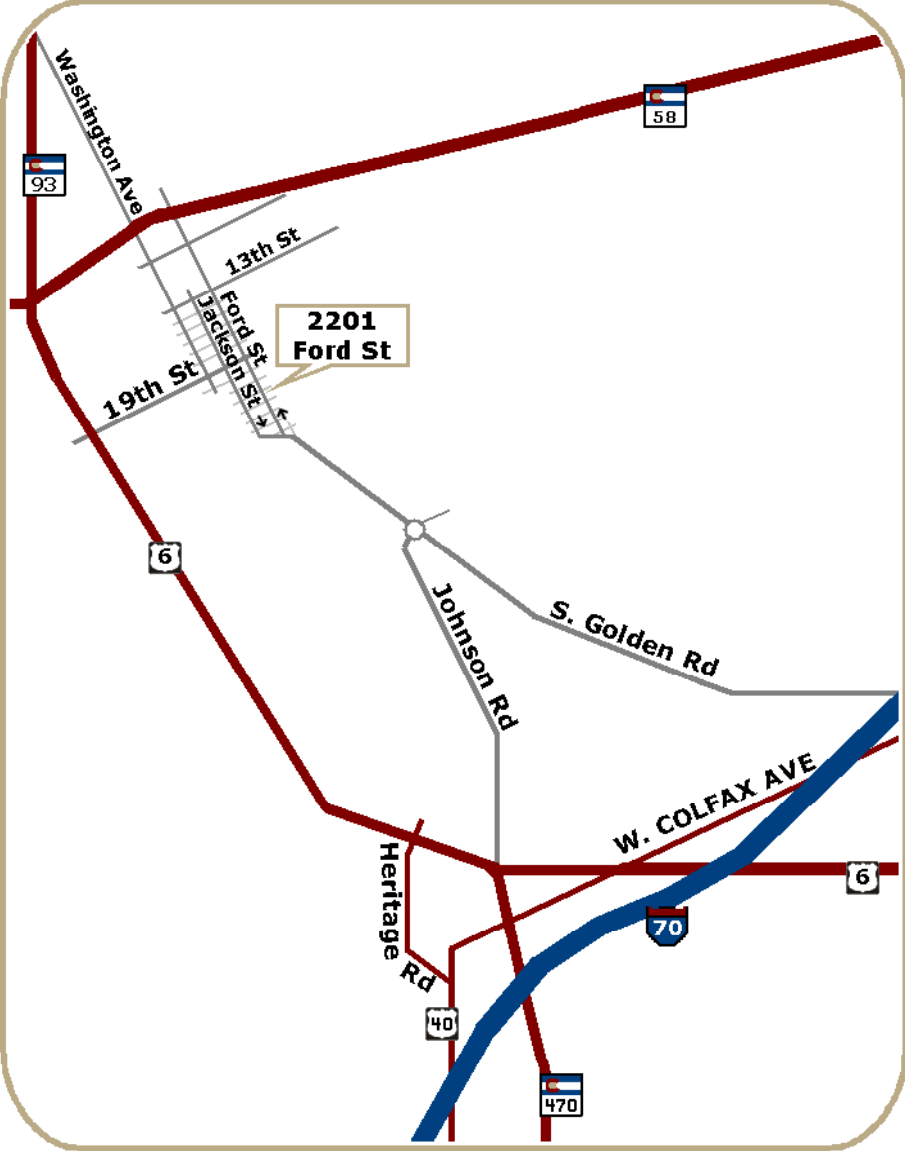 Washington Ave
58
93
13th St
Ford St
Jackson St
2201
Ford St
19th St
6
Johnson Rd
S. Golden Rd
W. COLFAX AVE
Heritage
Rd
6
70
40
470